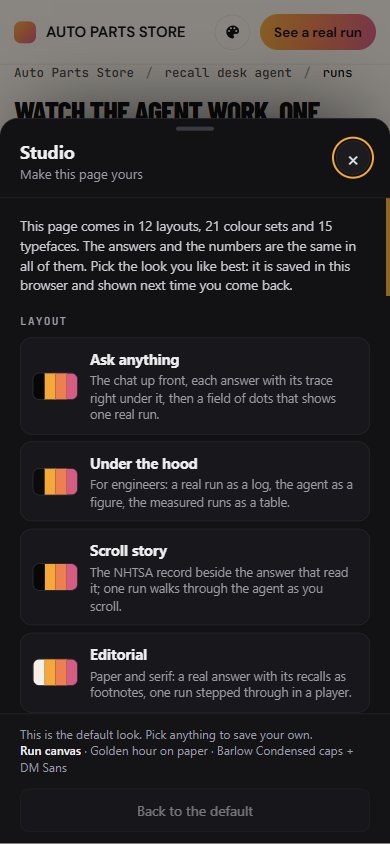 AUTO PARTS STORE
See a real run
Auto Parts Store / recall desk agent / runs
WATCH THE AGENT WORK, ONE
Studio
Make this page yours
×
This page comes in 12 layouts, 21 colour sets and 15
typefaces. The answers and the numbers are the same in
all of them. Pick the look you like best: it is saved in this
browser and shown next time you come back.
LAYOUT
Ask anything
The chat up front, each answer with its trace
right under it, then a field of dots that shows
one real run.
Under the hood
For engineers: a real run as a log, the agent as a
figure, the measured runs as a table.
Scroll story
The NHTSA record beside the answer that read
it; one run walks through the agent as you
scroll.
Editorial
Paper and serif: a real answer with its recalls as
footnotes, one run stepped through in a player.
This is the default look. Pick anything to save your own.
Run canvas · Golden hour on paper · Barlow Condensed caps +
DM Sans
Back to the default